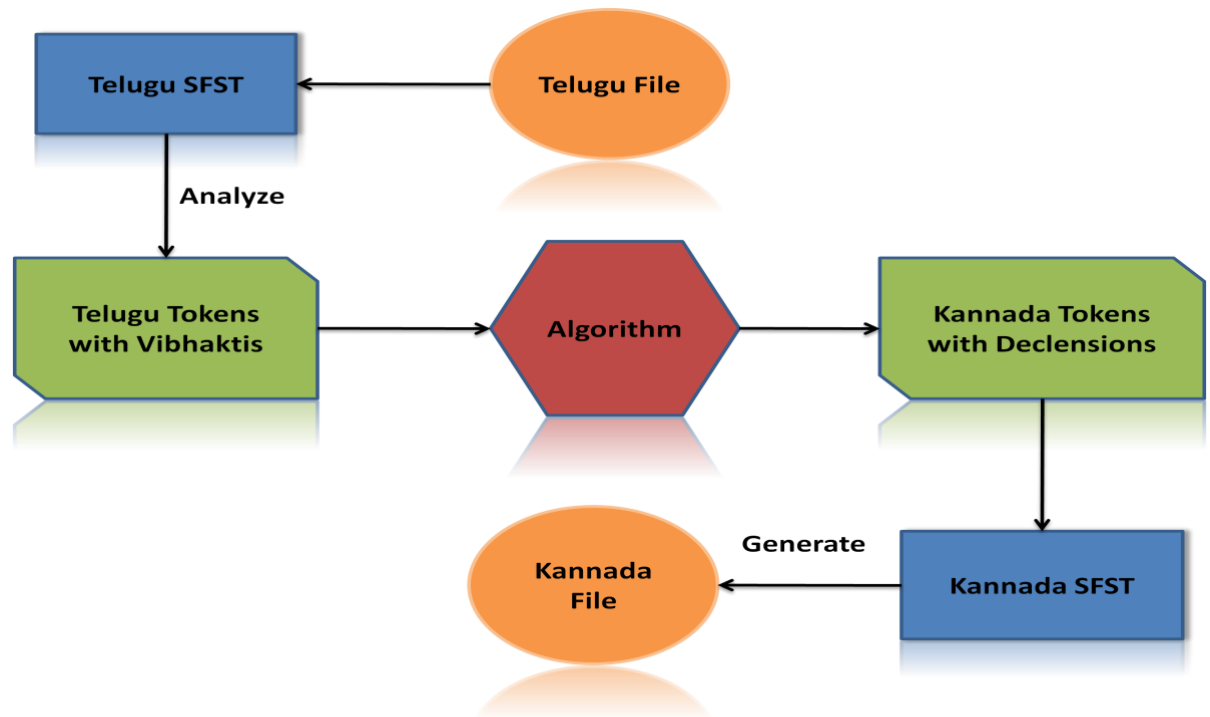 Telugu SFST
Telugu File
Analyze
Telugu Tokens
with Vibhaktis
Algorithm
Kannada Tokens
with Declensions
Generate
Kannada
File
Kannada SFST